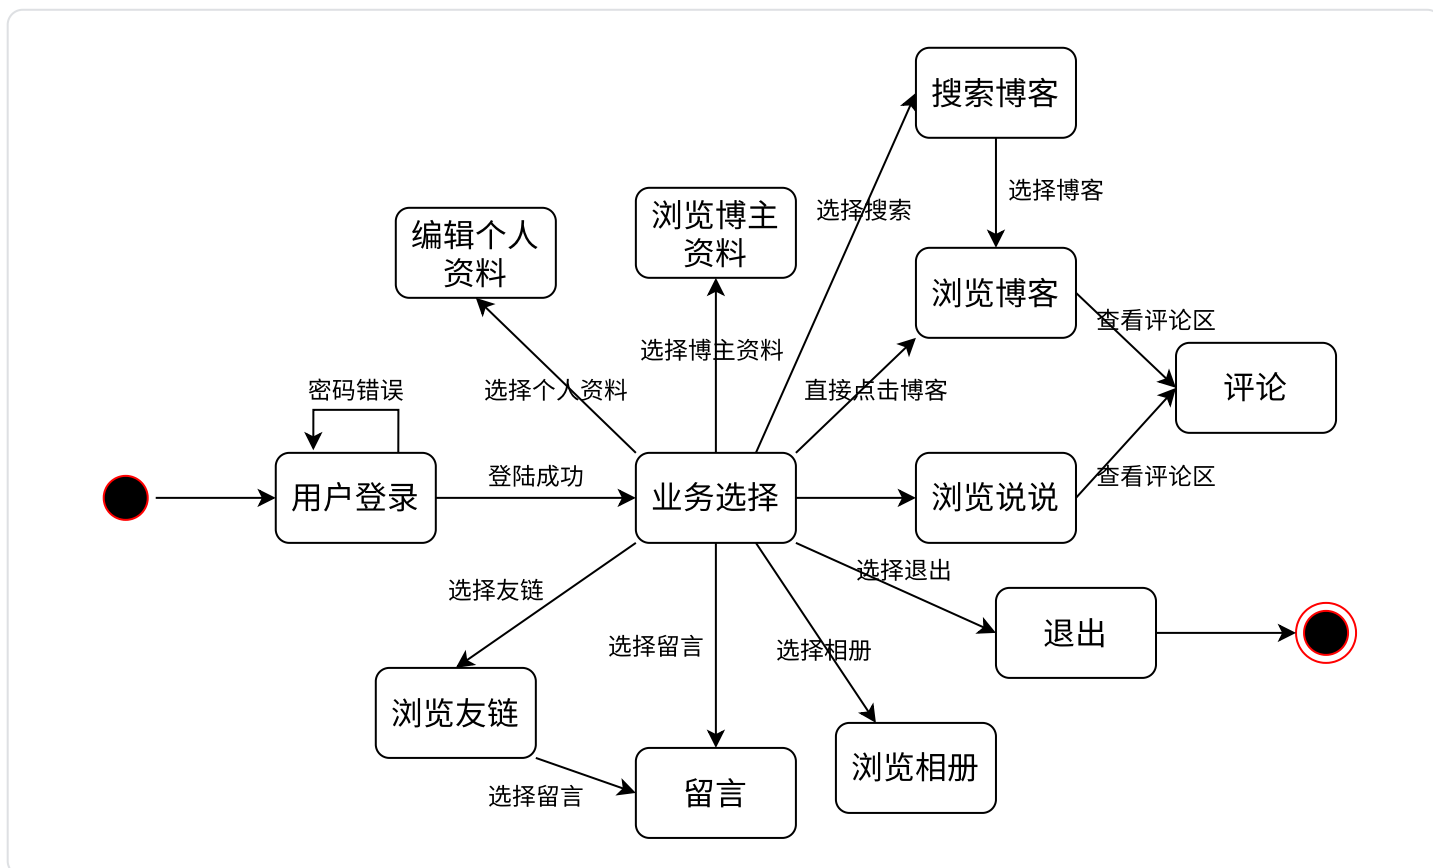 搜索博客
选择博客
浏览博主
资料
选择搜索
编辑个人
资料
浏览博客
查看评论区
选择博主资料
密码错误
选择个人资料
直接点击博客
评论
登陆成功
查看评论区
用户登录
业务选择
浏览说说
选择退出
选择友链
选择留言
选择相册
退出
浏览友链
选择留言
留言
浏览相册